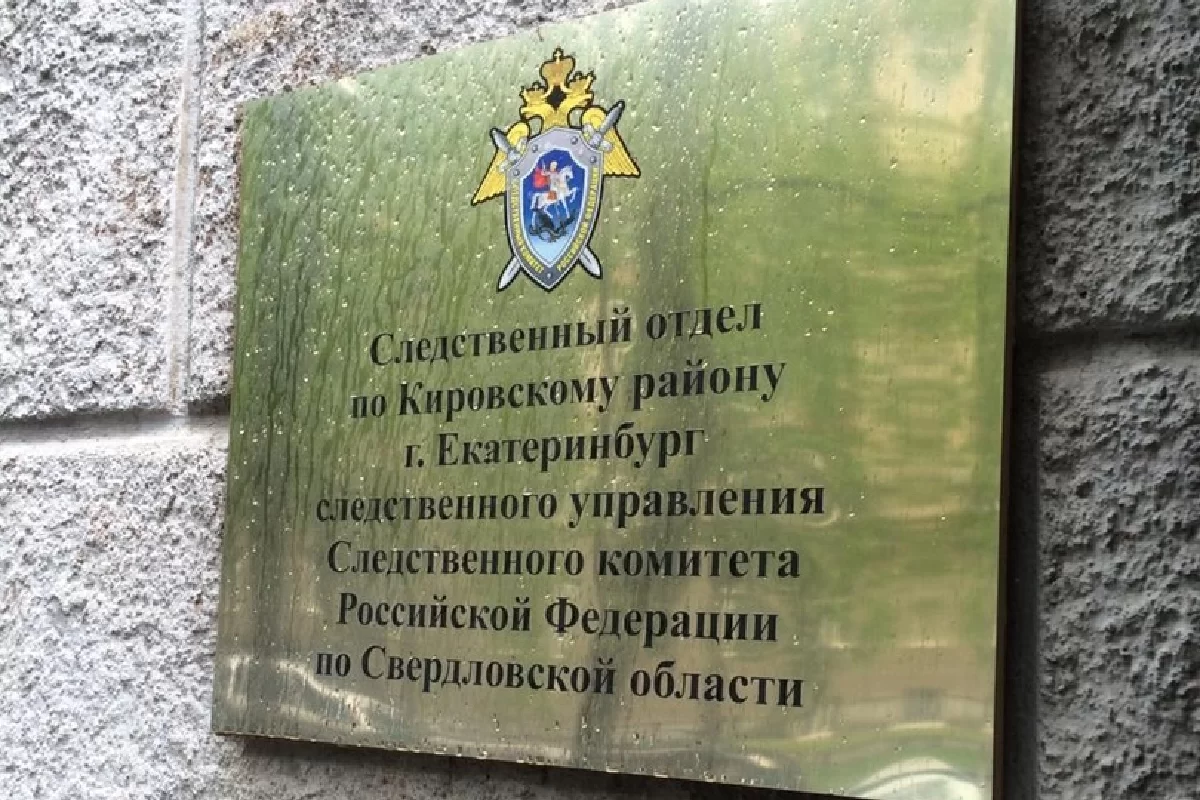 Следственный отдел
по Кировскому району
г. Екатеринбург
следственного управления
Следственного комитета
Российской Федерации
по Свердловской области